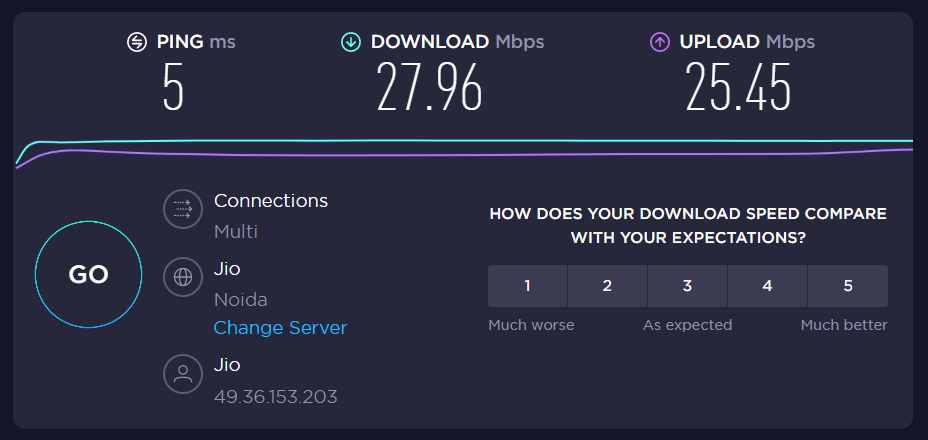 PING ms
DOWNLOAD Mbps
UPLOAD Mbps
5
27.96
25.45
GO
Connections
Multi
Jio
Noida
Change Server
Jio
49.36.153.203
HOW DOES YOUR DOWNLOAD SPEED COMPARE
WITH YOUR EXPECTATIONS?
1 2 3 4 5
Much worse As expected Much better